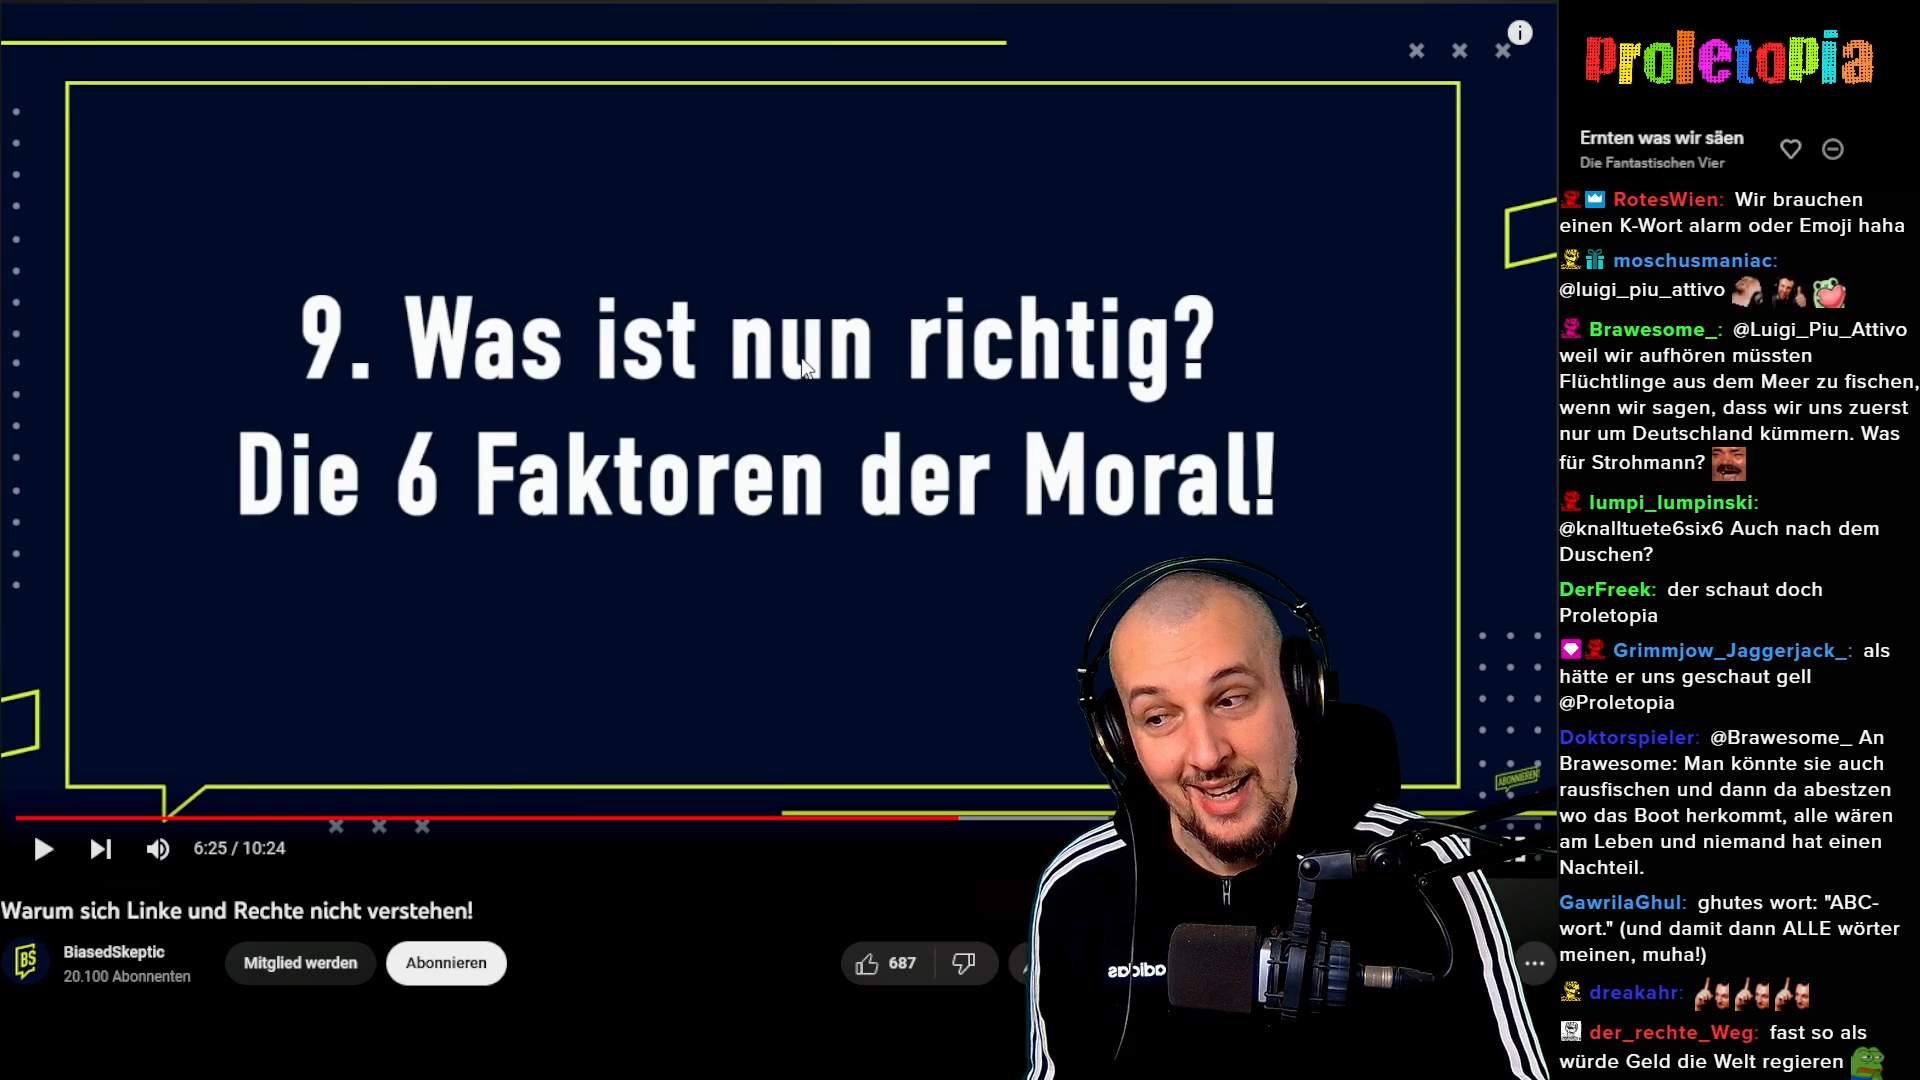 9. Was ist nun richtig?
Die 6 Faktoren der Moral!
ABONNIEREN!
6:25 / 10:24
Warum sich Linke und Rechte nicht verstehen!
BS
BiasedSkeptic
20.100 Abonnenten
Mitglied werden
Abonnieren
687
adidas
Proletopia
Ernten was wir säen
Die Fantastischen Vier
RotesWien: Wir brauchen
einen K-Wort alarm oder Emoji haha
moschusmaniac:
@luigi_piu_attivo
Brawesome_: @Luigi_Piu_Attivo
weil wir aufhören müssten
Flüchtlinge aus dem Meer zu fischen,
wenn wir sagen, dass wir uns zuerst
nur um Deutschland kümmern. Was
für Strohmann?
lumpi_lumpinski:
@knalltuete6six6 Auch nach dem
Duschen?
DerFreek: der schaut doch
Proletopia
Grimmjow_Jaggerjack_: als
hätte er uns geschaut gell
@Proletopia
Doktorspieler: @Brawesome_ An
Brawesome: Man könnte sie auch
rausfischen und dann da abestzen
wo das Boot herkommt, alle wären
am Leben und niemand hat einen
Nachteil.
GawrilaGhul: ghutes wort: "ABC-
wort." (und damit dann ALLE wörter
meinen, muha!)
dreakahr:
der_rechte_Weg: fast so als
würde Geld die Welt regieren